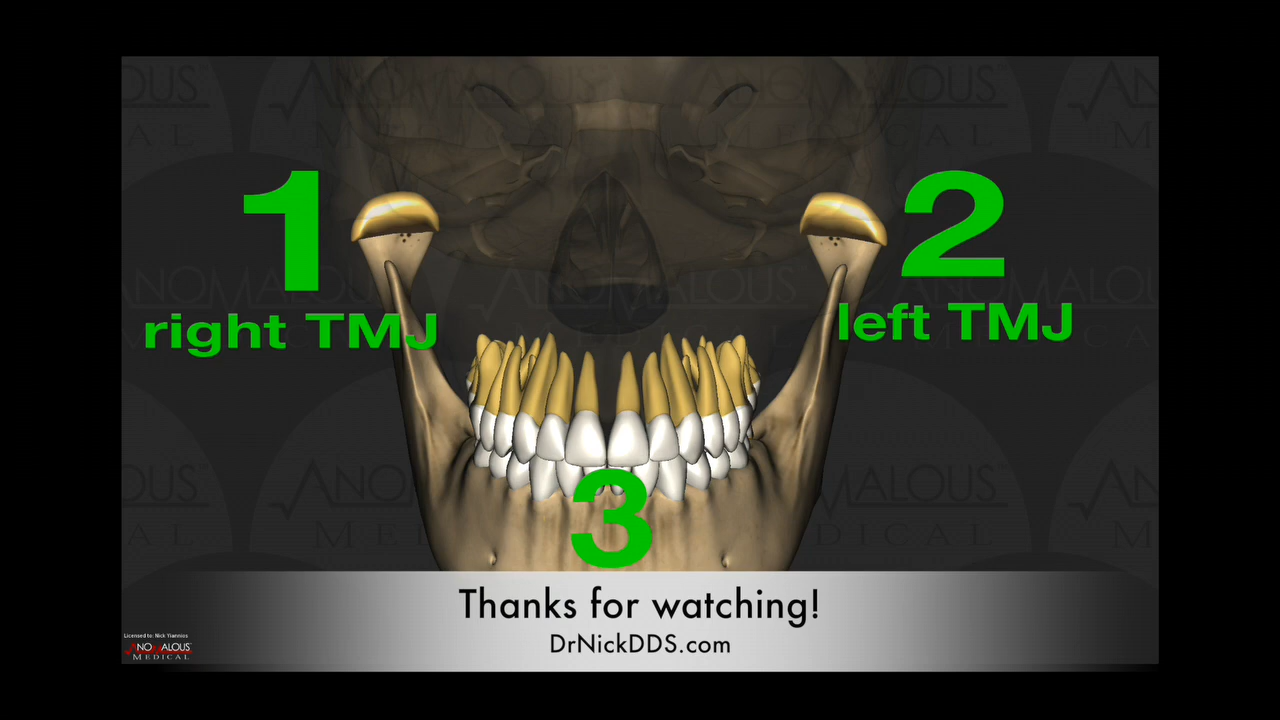 1
right TMJ
2
left TMJ
3
Thanks for watching!
DrNickDDS.com
Licensed to: Nick Yiannios
ANOMALOUS
MEDICAL